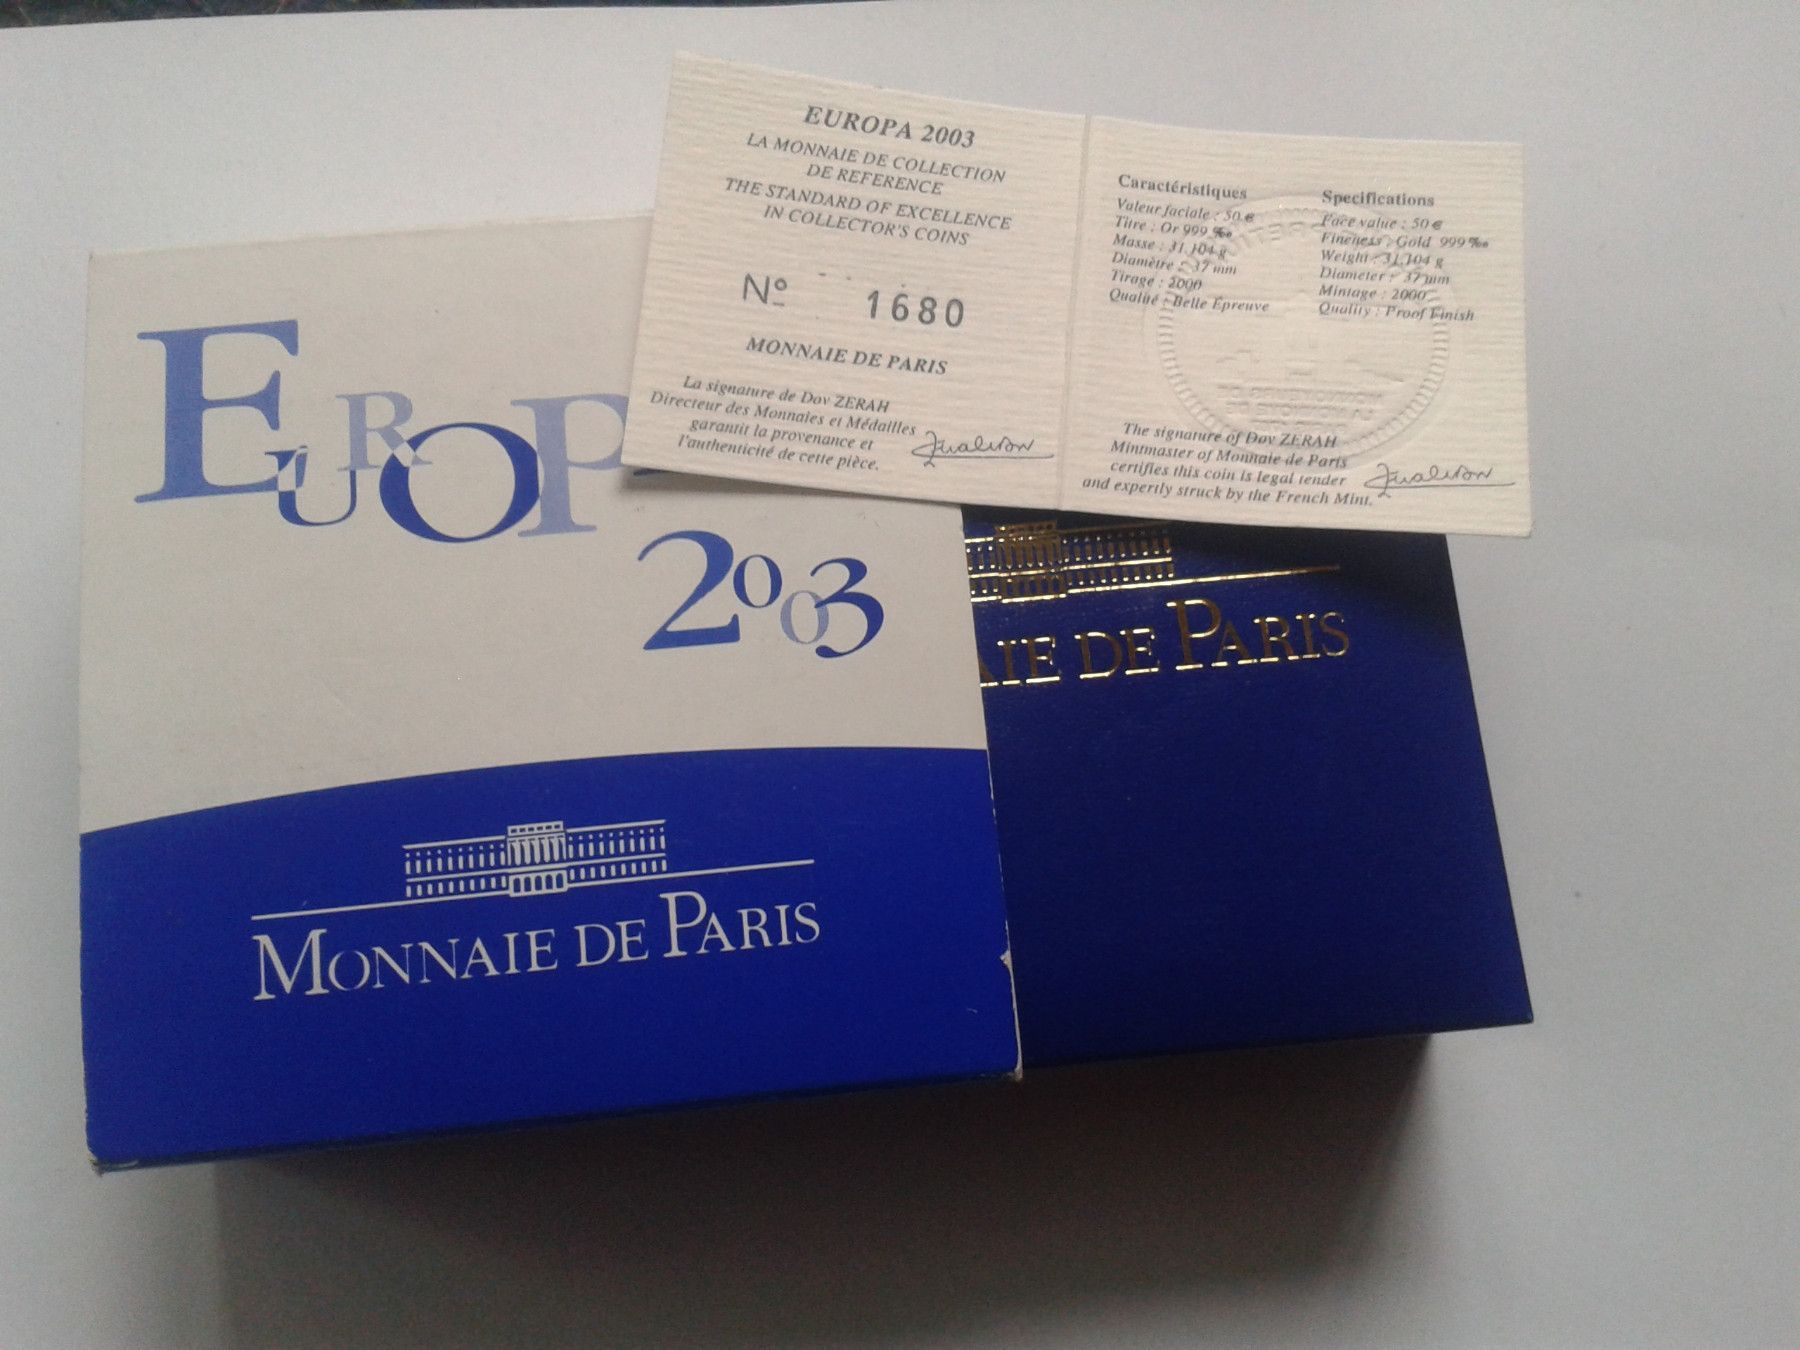 EUROPA 2003
LA MONNAIE DE COLLECTION
DE REFERENCE
THE STANDARD OF EXCELLENCE
IN COLLECTOR'S COINS
Nº 1680
MONNAIE DE PARIS
La signature de Dov ZERAH
Directeur des Monnaies et Médailles
garantit la provenance et
l'authenticité de cette pièce.
Caractéristiques
Valeur faciale : 50 €
Titre : Or 999 ‰
Masse : 31,104 g
Diamètre : 37 mm
Tirage : 2000
Qualité : Belle Épreuve
Specifications
Face value : 50 €
Fineness : Gold 999 ‰
Weight : 31,104 g
Diameter : 37 mm
Mintage : 2000
Quality : Proof Finish
The signature of Dov ZERAH
Mintmaster of Monnaie de Paris
certifies this coin is legal tender
and expertly struck by the French Mint.
EUROP
2003
MONNAIE DE PARIS
AIE DE PARIS